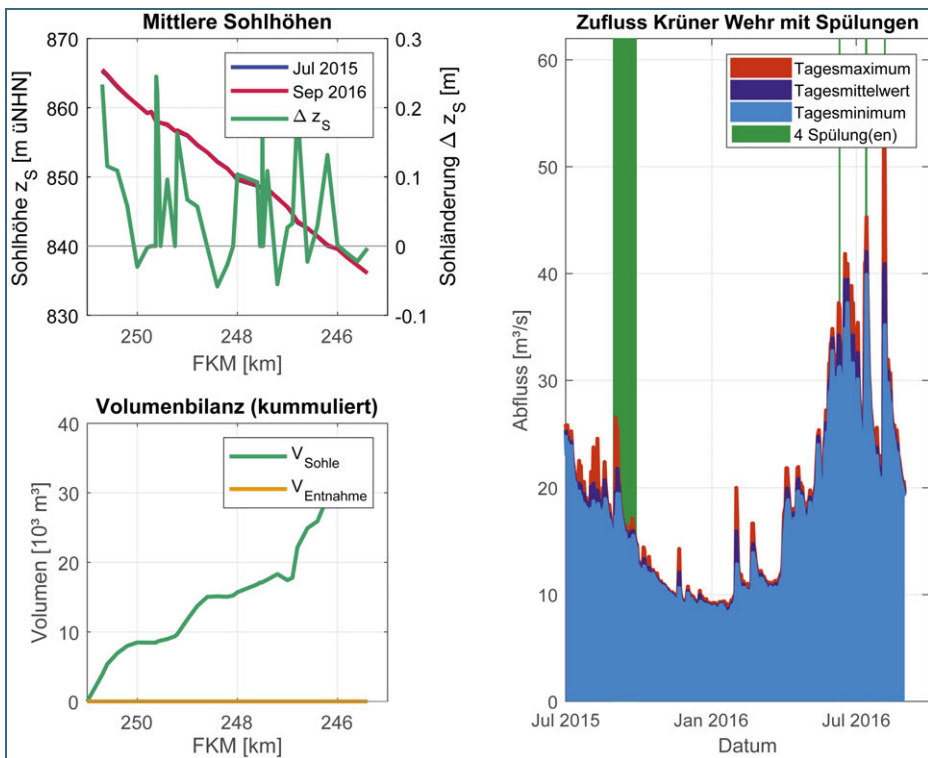 Mittlere Sohlhöhen
870
860
850
840
830
Sohlhöhe z_S [m üNHN]
0.3
0.2
0.1
0
-0.1
Sohländerung Δ z_S [m]
Jul 2015
Sep 2016
Δ z_S
250
248
246
FKM [km]
Volumenbilanz (kummuliert)
40
30
20
10
0
Volumen [10³ m³]
V_Sohle
V_Entnahme
250
248
246
FKM [km]
Zufluss Krüner Wehr mit Spülungen
60
50
40
30
20
10
0
Abfluss [m³/s]
Tagesmaximum
Tagesmittelwert
Tagesminimum
4 Spülung(en)
Jul 2015
Jan 2016
Jul 2016
Datum